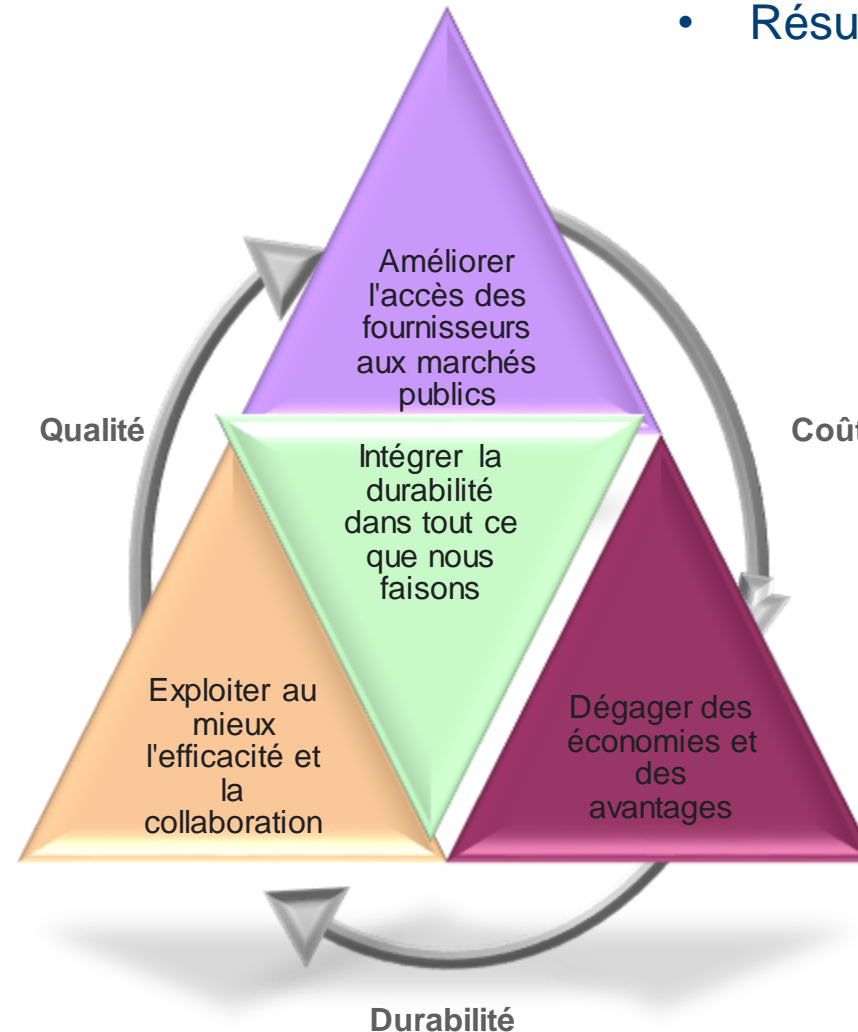 • Résu
Améliorer
l'accès des
fournisseurs
aux marchés
publics
Qualité
Coût
Intégrer la
durabilité
dans tout ce
que nous
faisons
Exploiter au
mieux
l'efficacité et
la
collaboration
Dégager des
économies et
des
avantages
Durabilité